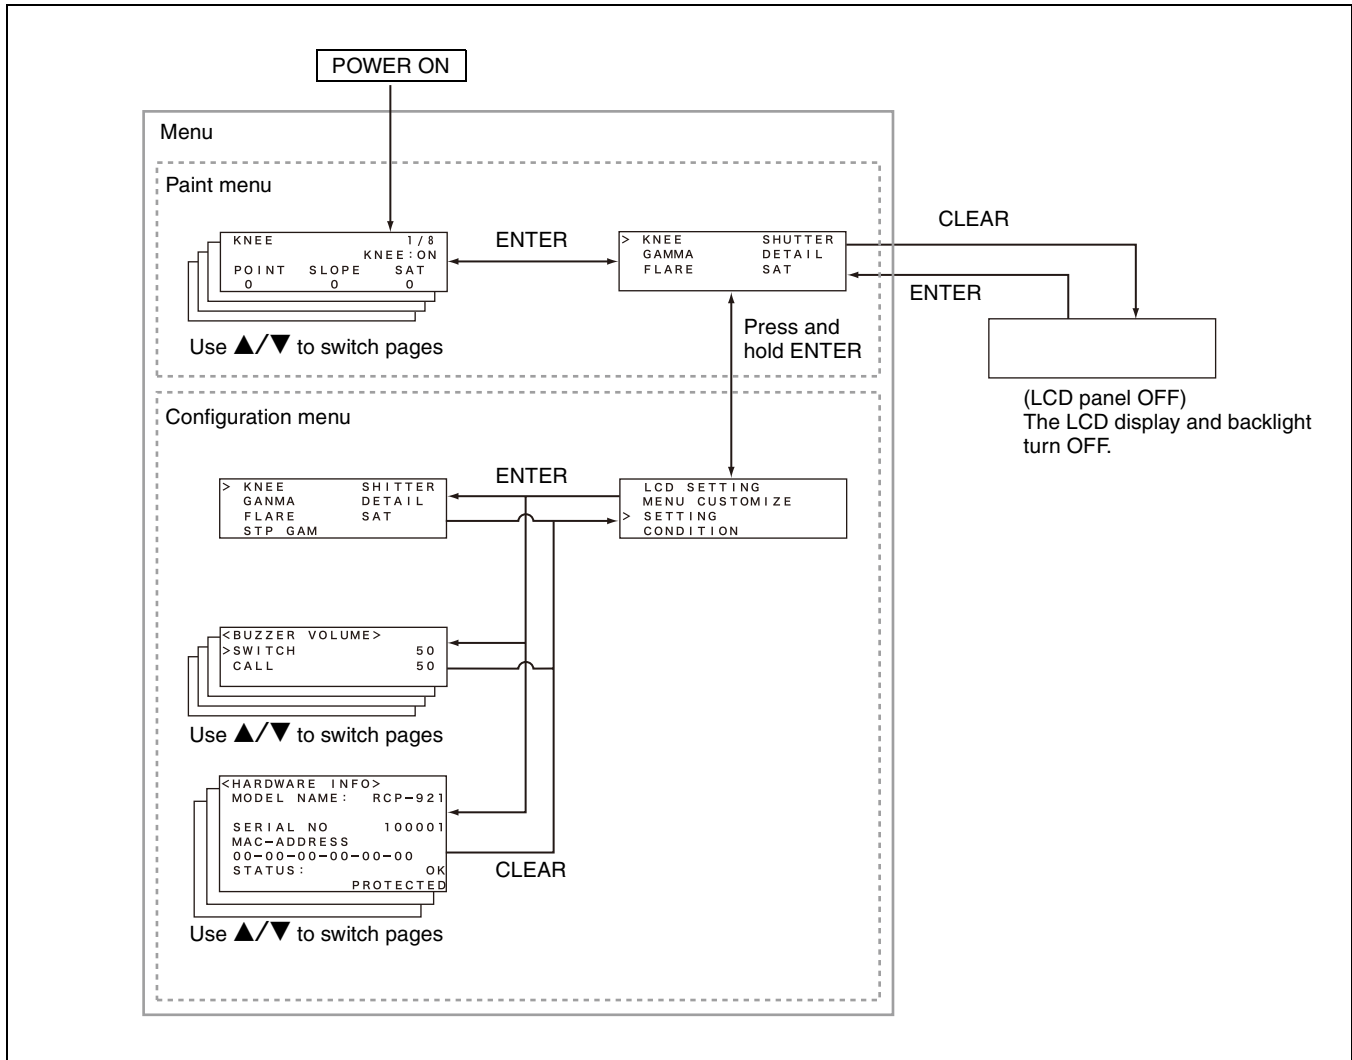 POWER ON
Menu
Paint menu
KNEE 1/8
KNEE:ON
POINT SLOPE SAT
0 0 0
Use ▲/▼ to switch pages
ENTER
> KNEE SHUTTER
GAMMA DETAIL
FLARE SAT
CLEAR
ENTER
Press and
hold ENTER
(LCD panel OFF)
The LCD display and backlight
turn OFF.
Configuration menu
> KNEE SHITTER
GANMA DETAIL
FLARE SAT
STP GAM
ENTER
LCD SETTING
MENU CUSTOMIZE
> SETTING
CONDITION
<BUZZER VOLUME>
>SWITCH 50
CALL 50
Use ▲/▼ to switch pages
<HARDWARE INFO>
MODEL NAME: RCP-921
SERIAL NO 100001
MAC-ADDRESS
00-00-00-00-00-00
STATUS: OK
PROTECTED
CLEAR
Use ▲/▼ to switch pages